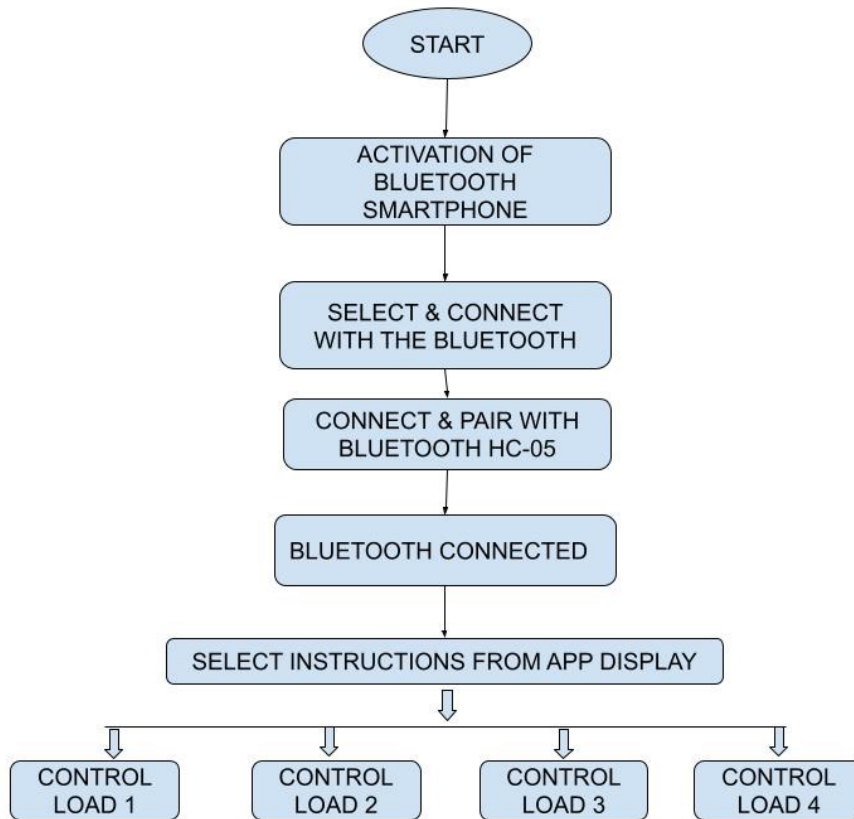 START
ACTIVATION OF
BLUETOOTH
SMARTPHONE
SELECT & CONNECT
WITH THE BLUETOOTH
CONNECT & PAIR WITH
BLUETOOTH HC-05
BLUETOOTH CONNECTED
SELECT INSTRUCTIONS FROM APP DISPLAY
CONTROL
LOAD 1
CONTROL
LOAD 2
CONTROL
LOAD 3
CONTROL
LOAD 4